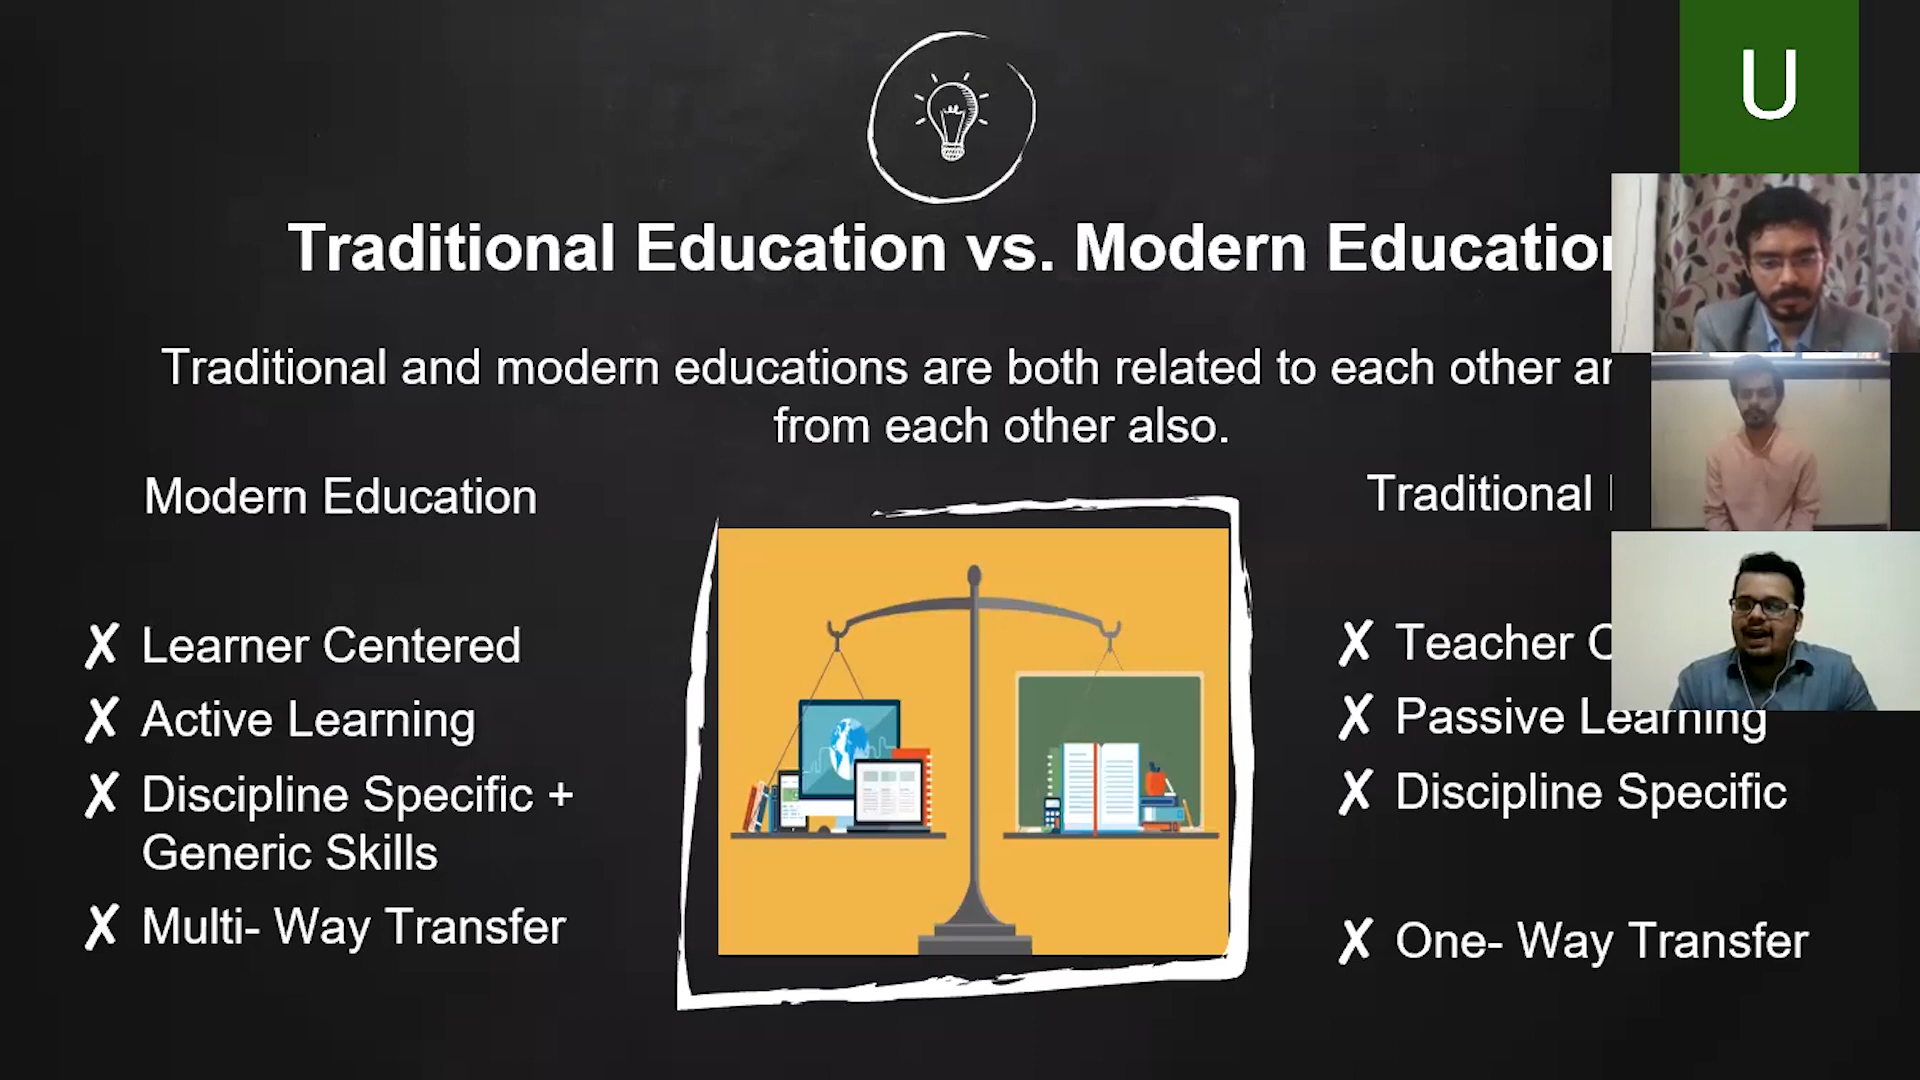 U
Traditional Education vs. Modern Education
Traditional and modern educations are both related to each other
from each other also.
Modern Education
Learner Centered
Active Learning
Discipline Specific +
Generic Skills
Multi- Way Transfer
Traditional
Teacher
Passive Learning
Discipline Specific
One- Way Transfer